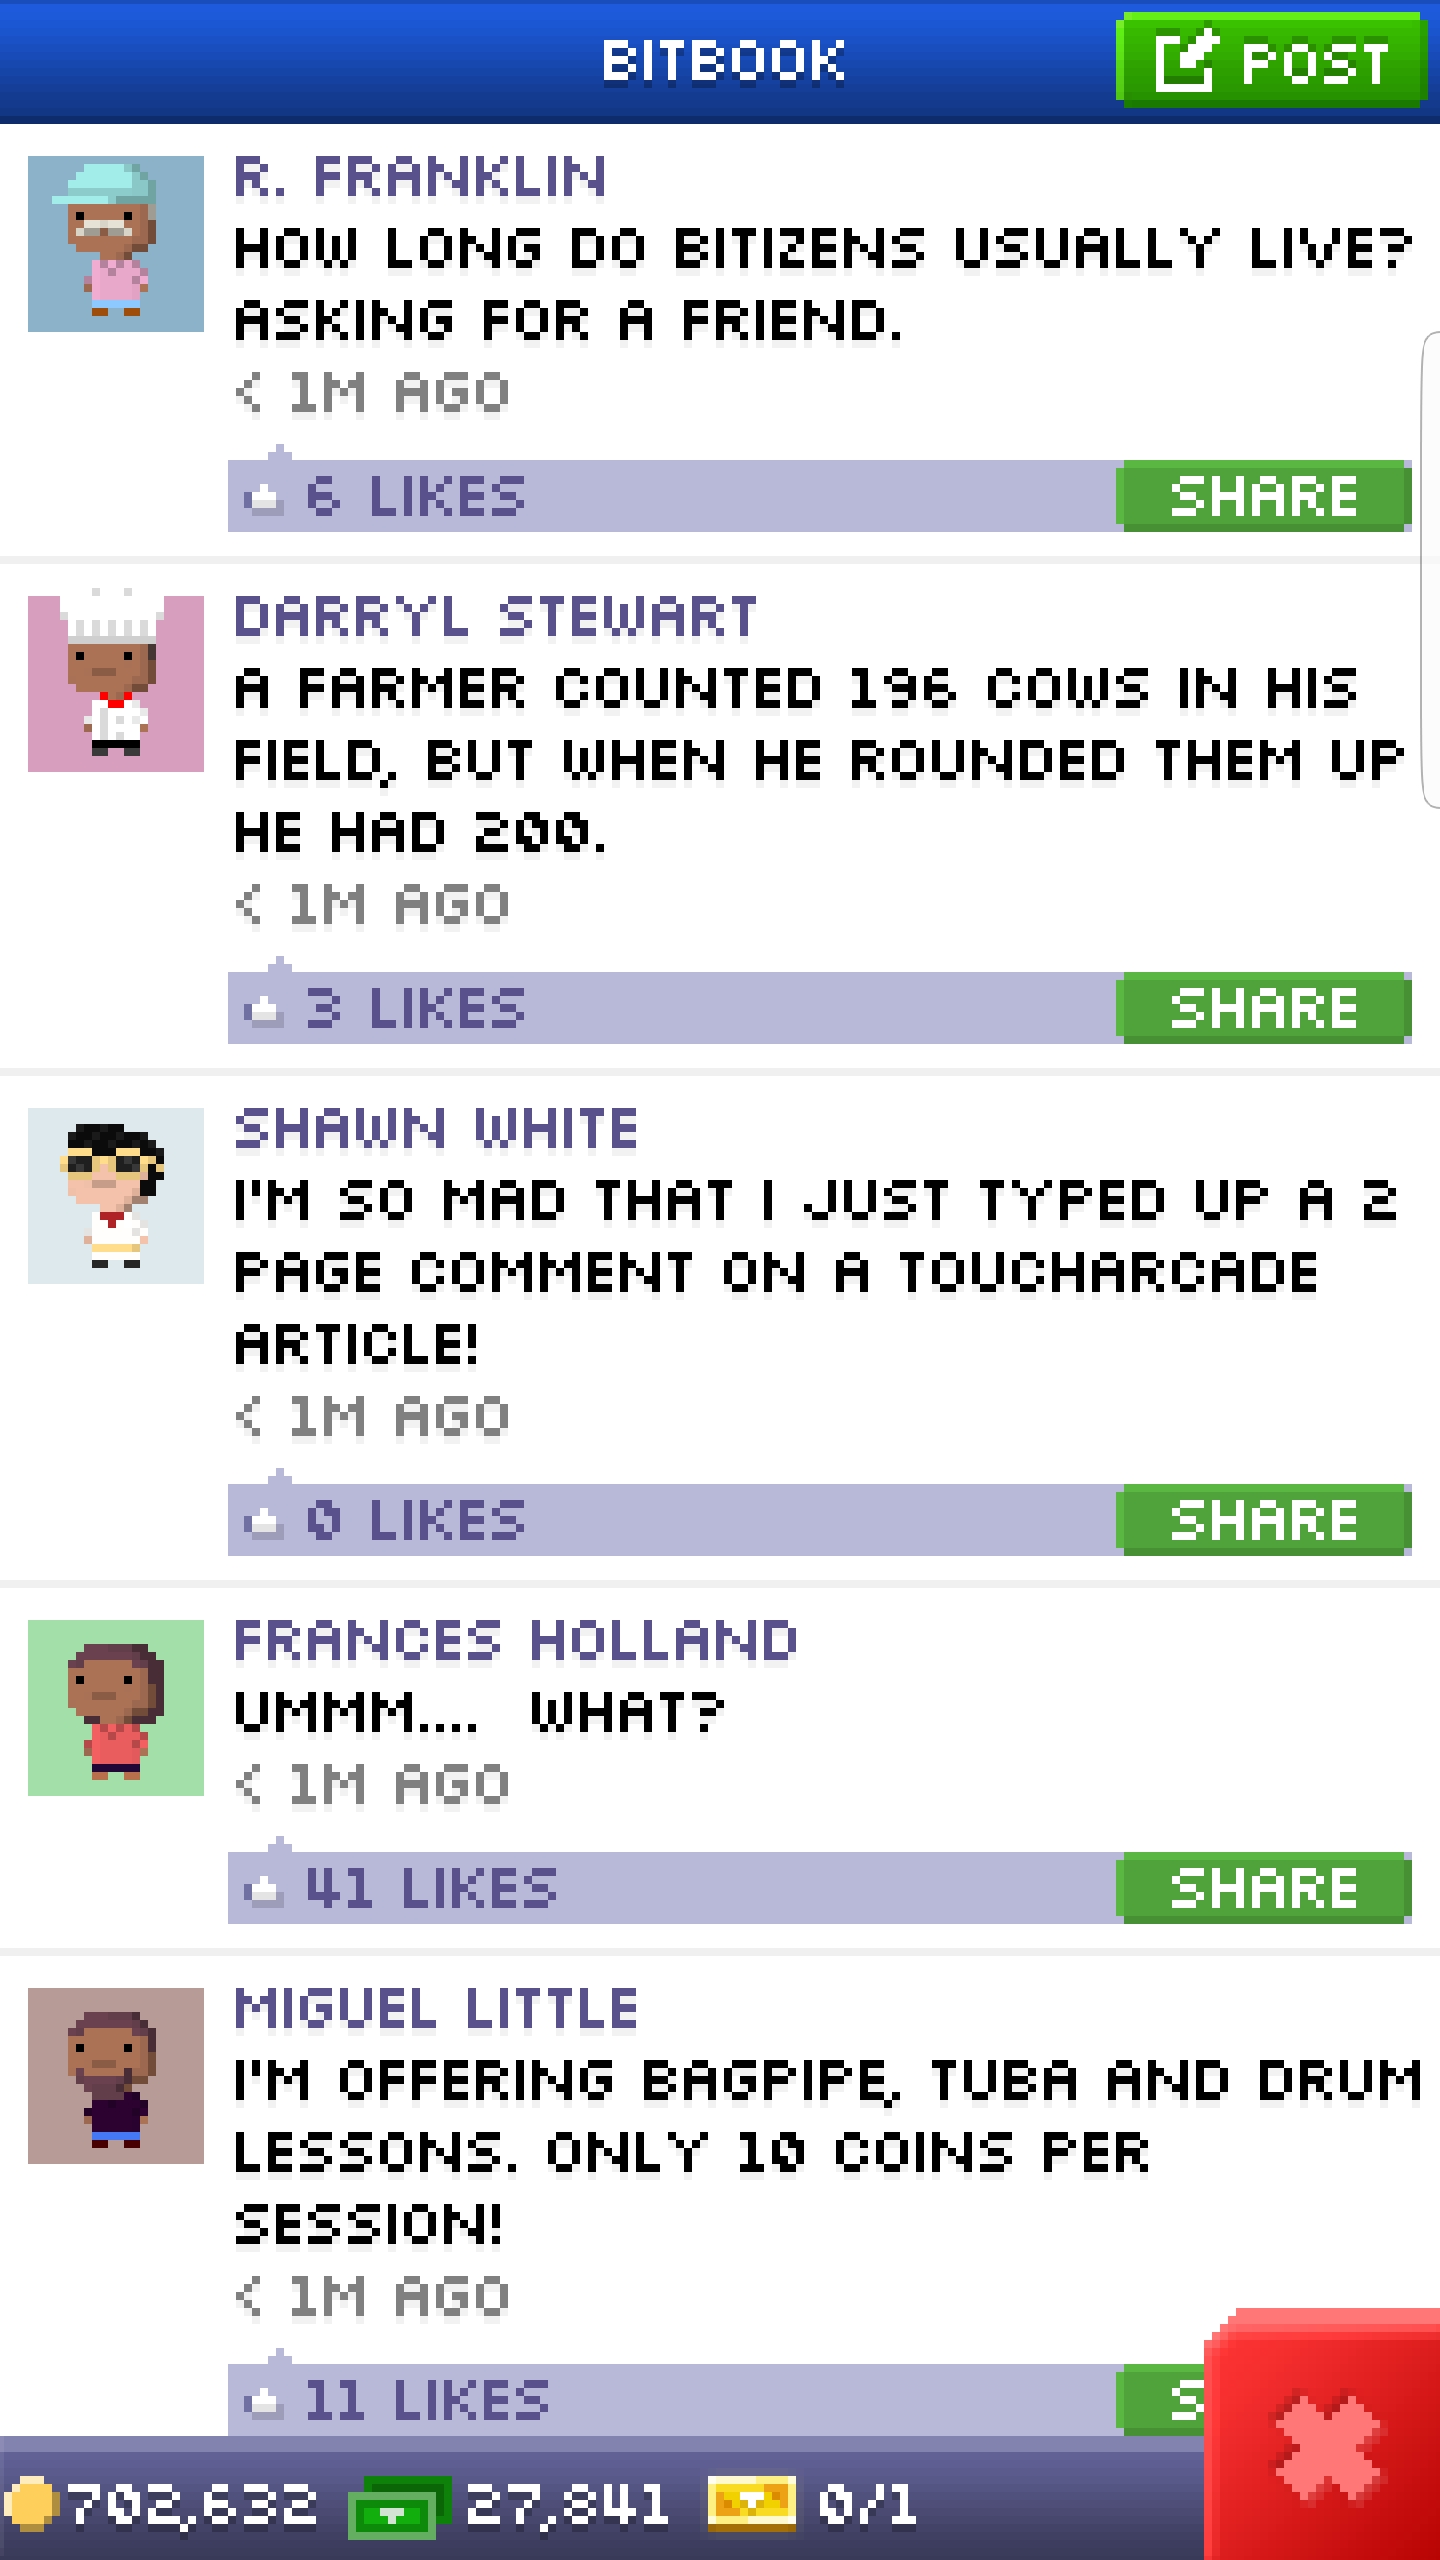 BITBOOK
POST
R. FRANKLIN
HOW LONG DO BITIZENS USUALLY LIVE?
ASKING FOR A FRIEND.
< 1M AGO
6 LIKES
SHARE
DARRYL STEWART
A FARMER COUNTED 196 COWS IN HIS
FIELD, BUT WHEN HE ROUNDED THEM UP
HE HAD 200.
< 1M AGO
3 LIKES
SHARE
SHAWN WHITE
I'M SO MAD THAT I JUST TYPED UP A 2
PAGE COMMENT ON A TOUCHARCADE
ARTICLE!
< 1M AGO
0 LIKES
SHARE
FRANCES HOLLAND
UMMM....  WHAT?
< 1M AGO
41 LIKES
SHARE
MIGUEL LITTLE
I'M OFFERING BAGPIPE, TUBA AND DRUM
LESSONS. ONLY 10 COINS PER
SESSION!
< 1M AGO
11 LIKES
S
702,632
27,841
0/1